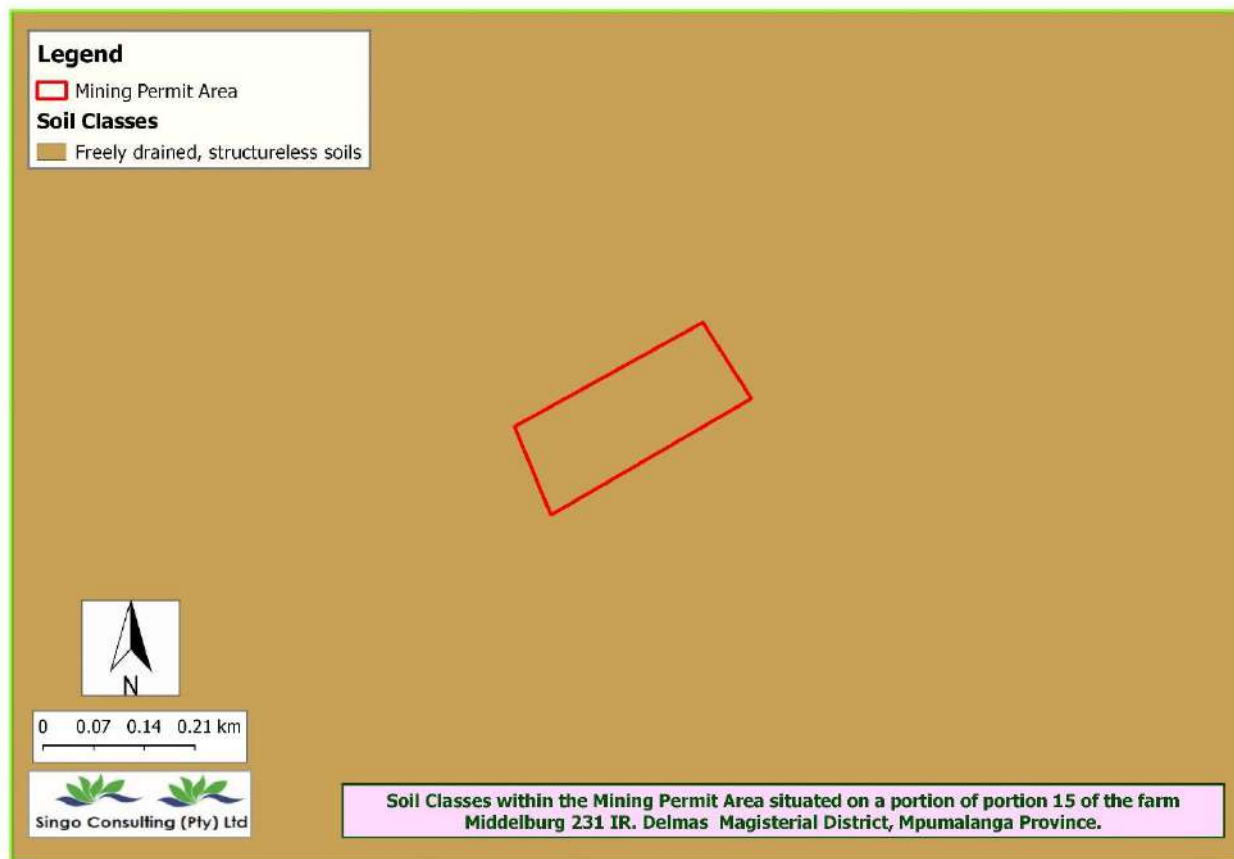 Legend
Mining Permit Area
Soil Classes
Freely drained, structureless soils
N
0 0.07 0.14 0.21 km
Singo Consulting (Pty) Ltd
Soil Classes within the Mining Permit Area situated on a portion of portion 15 of the farm
Middelburg 231 IR. Delmas Magisterial District, Mpumalanga Province.